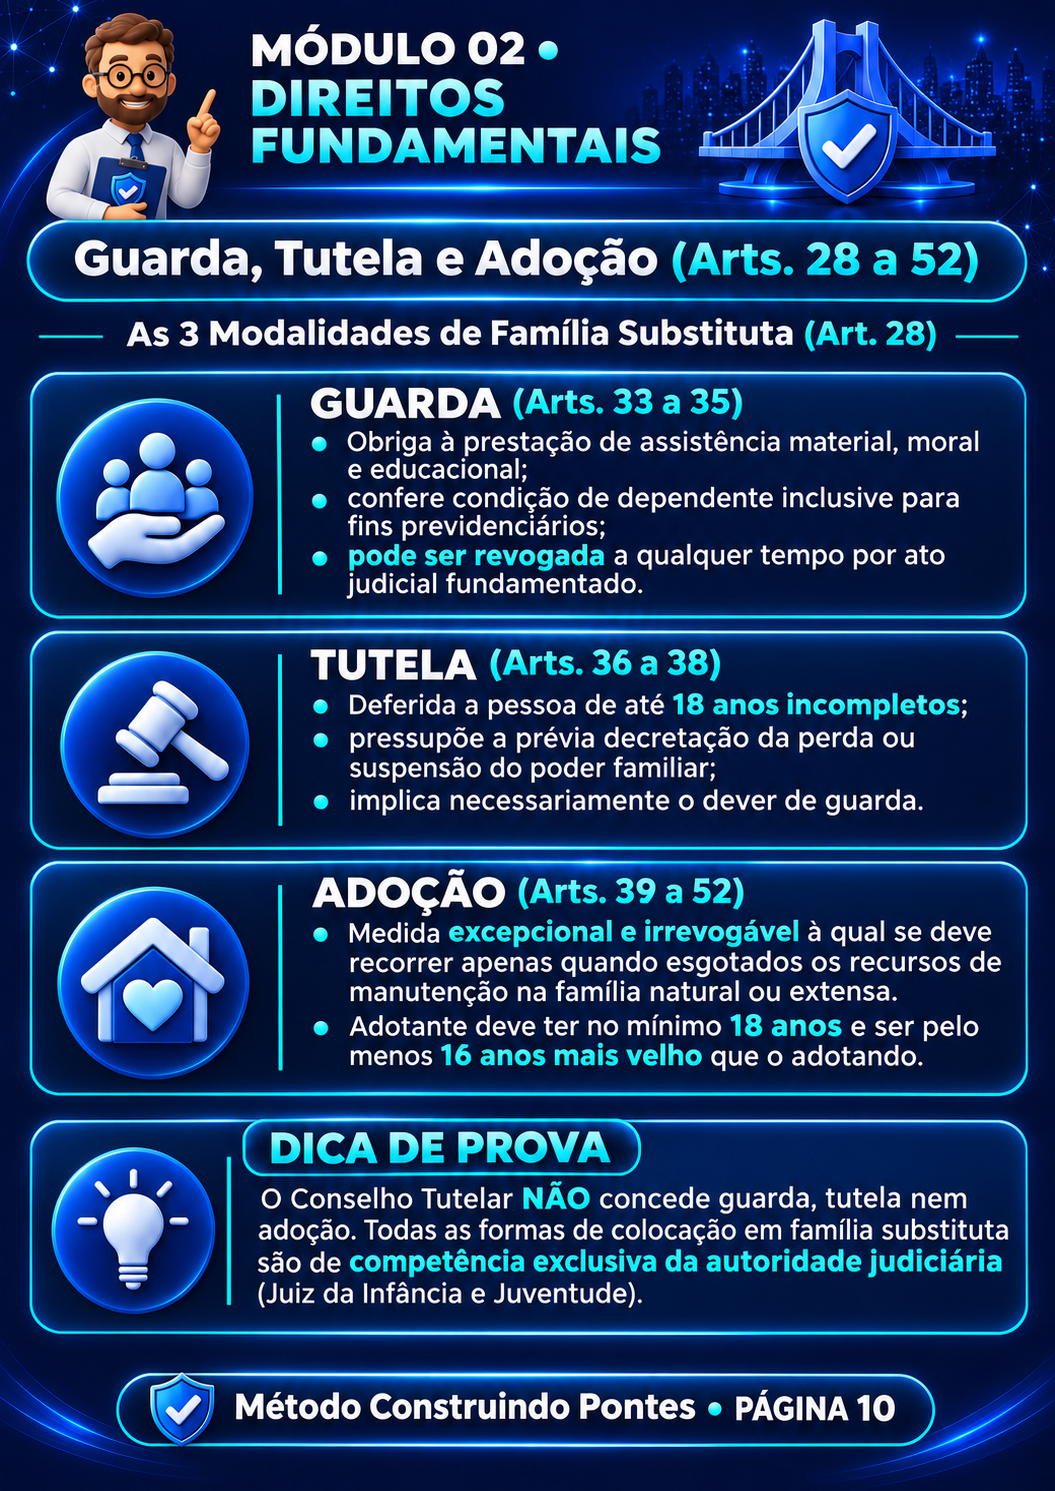 MÓDULO 02 •
DIREITOS
FUNDAMENTAIS
Guarda, Tutela e Adoção (Arts. 28 a 52)
As 3 Modalidades de Família Substituta (Art. 28)
GUARDA (Arts. 33 a 35)
• Obriga à prestação de assistência material, moral
e educacional;
• confere condição de dependente inclusive para
fins previdenciários;
• pode ser revogada a qualquer tempo por ato
judicial fundamentado.
TUTELA (Arts. 36 a 38)
• Deferida a pessoa de até 18 anos incompletos;
• pressupõe a prévia decretação da perda ou
suspensão do poder familiar;
• implica necessariamente o dever de guarda.
ADOÇÃO (Arts. 39 a 52)
• Medida excepcional e irrevogável à qual se deve
recorrer apenas quando esgotados os recursos de
manutenção na família natural ou extensa.
• Adotante deve ter no mínimo 18 anos e ser pelo
menos 16 anos mais velho que o adotando.
DICA DE PROVA
O Conselho Tutelar NÃO concede guarda, tutela nem
adoção. Todas as formas de colocação em família substituta
são de competência exclusiva da autoridade judiciária
(Juiz da Infância e Juventude).
Método Construindo Pontes • PÁGINA 10